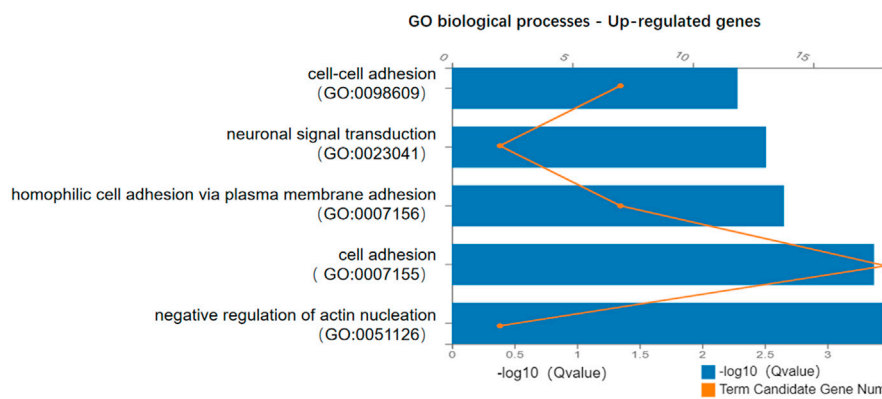 GO biological processes - Up-regulated genes
0 5 10 15
cell-cell adhesion
(GO:0098609)
neuronal signal transduction
(GO:0023041)
homophilic cell adhesion via plasma membrane adhesion
(GO:0007156)
cell adhesion
( GO:0007155)
negative regulation of actin nucleation
(GO:0051126)
0 0.5 1 1.5 2 2.5 3
-log10 (Qvalue)
-log10 (Qvalue)
Term Candidate Gene Num